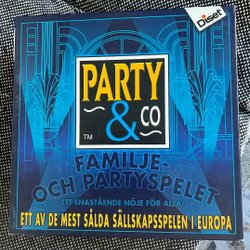 Diset
PARTY
& CO
TM
FAMILJE-
OCH PARTYSPELET
ETT ENASTÅENDE NÖJE FÖR ALLA!
ETT AV DE MEST SÅLDA SÄLLSKAPSSPELEN I EUROPA